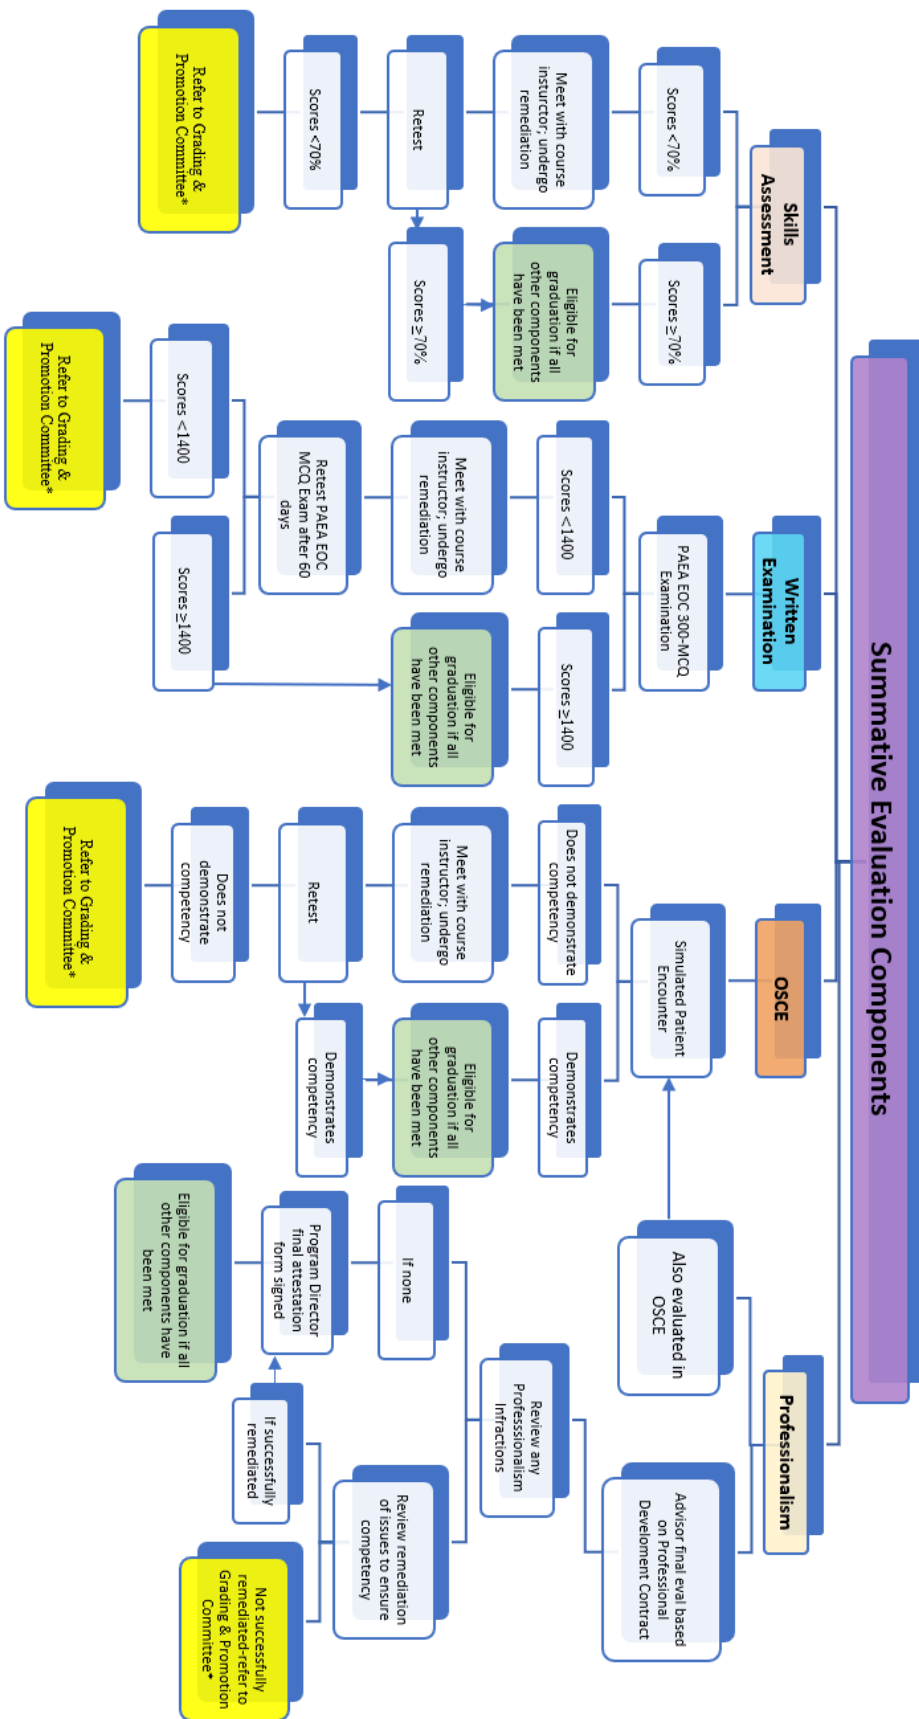 Summative Evaluation Components
Skills
Assessment
Scores <70%
Scores ≥70%
Meet with course
insturctor; undergo
remediation
Eligible for
graduation if all
other components
have been met
Retest
Scores ≥70%
Scores <70%
Refer to Grading &
Promotion Committee*
Written
Examination
PAEA EOC 300-MCQ
Examination
Scores <1400
Scores ≥1400
Meet with course
instructor; undergo
remediation
Eligible for
graduation if all
other components
have been met
Retest PAEA EOC
MCQ Exam after 60
days
Scores <1400
Scores ≥1400
Refer to Grading &
Promotion Committee*
OSCE
Simulated Patient
Encounter
Does not demonstrate
competency
Demonstrates
competency
Meet with course
instructor; undergo
remediation
Eligible for
graduation if all
other components
have been met
Retest
Demonstrates
competency
Does not
demonstrate
competency
Refer to Grading &
Promotion Committee*
Professionalism
Also evaluated in
OSCE
Advisor final eval based
on Professional
Develoment Contract
Review any
Professsionalism
Infractions
If none
Review remediation
of issues to ensure
competency
Program Director
final attestation
form signed
If successfully
remediated
Not successfully
remediated-refer to
Grading & Promotion
Committee*
Eligible for graduation if all
other components have
been met